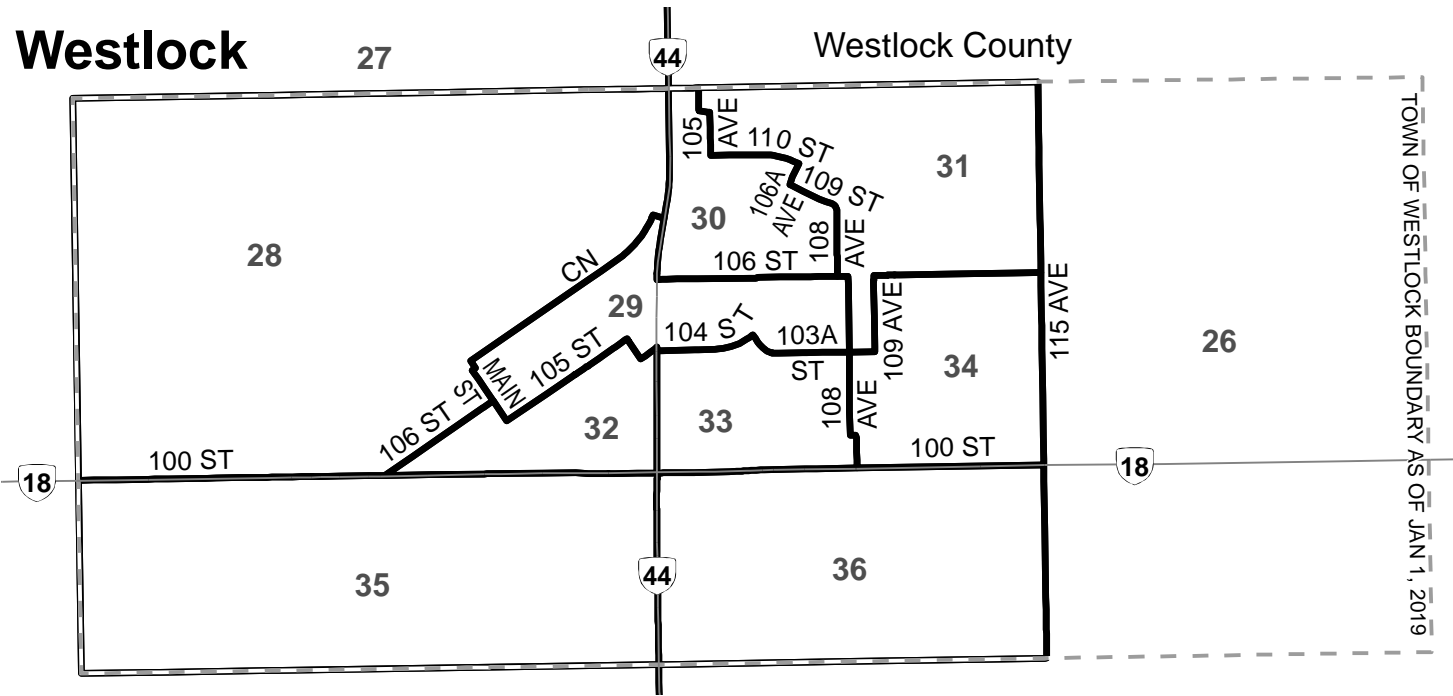 Westlock
27
44
Westlock County
105
AVE
110 ST
31
106A
AVE
109 ST
30
108
AVE
28
CN
106 ST
29
104 ST
103A
ST
109 AVE
115 AVE
26
TOWN OF WESTLOCK BOUNDARY AS OF JAN 1, 2019
105 ST
MAIN
ST
34
32
33
108
AVE
106 ST
100 ST
100 ST
18
18
35
44
36